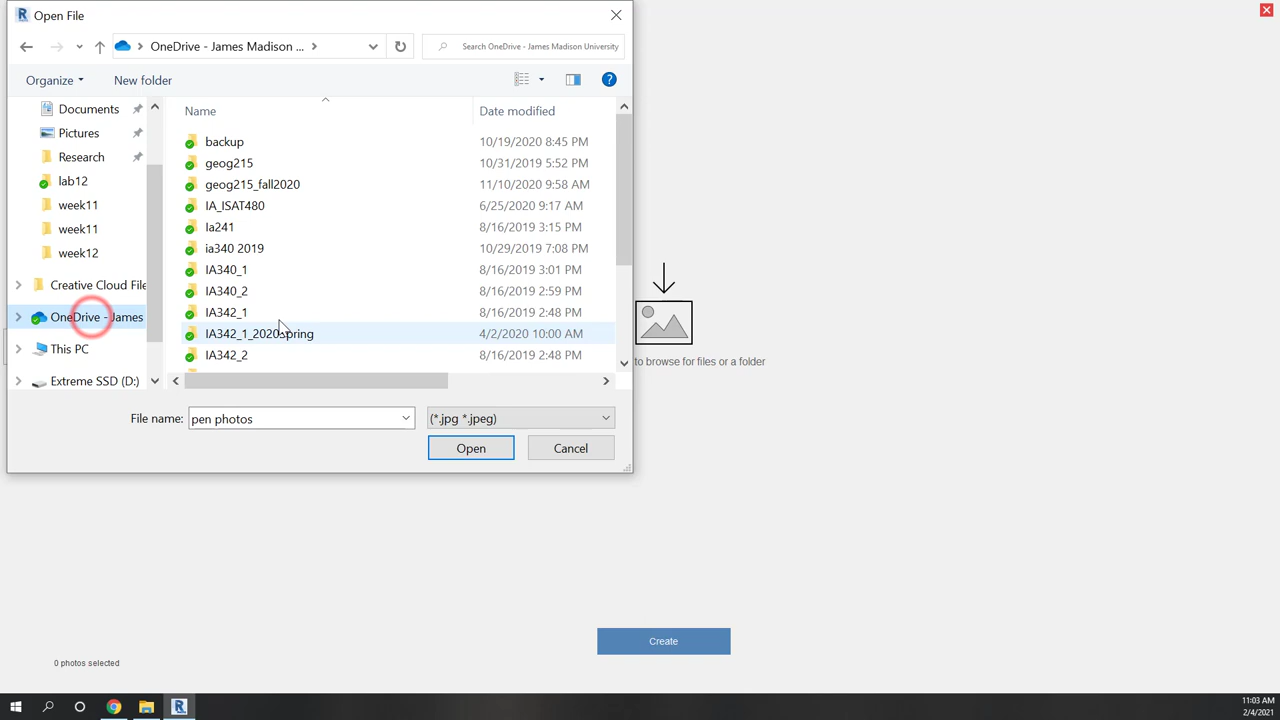 Open File
OneDrive - James Madison ...
Search OneDrive - James Madison University
Organize
New folder
Name
Date modified
Documents
Pictures
Research
lab12
week11
week11
week12
Creative Cloud File
OneDrive - James
This PC
Extreme SSD (D:)
backup 10/19/2020 8:45 PM
geog215 10/31/2019 5:52 PM
geog215_fall2020 11/10/2020 9:58 AM
IA_ISAT480 6/25/2020 9:17 AM
Ia241 8/16/2019 3:15 PM
ia340 2019 10/29/2019 7:08 PM
IA340_1 8/16/2019 3:01 PM
IA340_2 8/16/2019 2:59 PM
IA342_1 8/16/2019 2:48 PM
IA342_1_2020spring 4/2/2020 10:00 AM
IA342_2 8/16/2019 2:48 PM
File name: pen photos
(*.jpg *.jpeg)
Open
Cancel
to browse for files or a folder
Create
0 photos selected
11:03 AM
2/4/2021